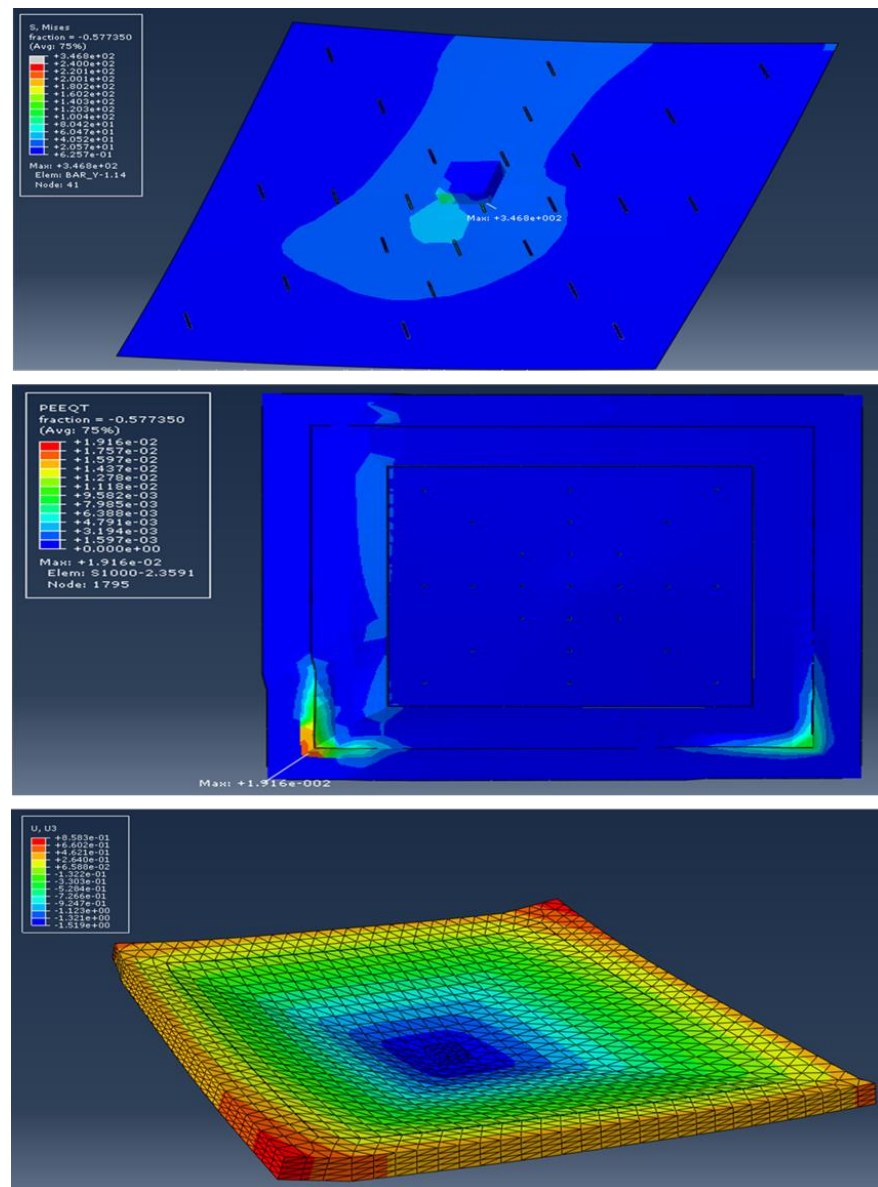 S, Mises
fraction = -0.577350
(Avg: 75%)
+3.468e+02
+2.400e+02
+2.201e+02
+2.001e+02
+1.802e+02
+1.602e+02
+1.403e+02
+1.203e+02
+1.004e+02
+8.042e+01
+6.047e+01
+4.052e+01
+2.057e+01
+6.257e-01
Max: +3.468e+02
Elem: BAR_Y-1.14
Node: 41
Max: +3.468e+002
PEEQT
fraction = -0.577350
(Avg: 75%)
+1.916e-02
+1.757e-02
+1.597e-02
+1.437e-02
+1.278e-02
+1.118e-02
+9.582e-03
+7.985e-03
+6.388e-03
+4.791e-03
+3.194e-03
+1.597e-03
+0.000e+00
Max: +1.916e-02
Elem: S1000-2.3591
Node: 1795
Max: +1.916e-002
U, U3
+8.583e-01
+6.602e-01
+4.621e-01
+2.640e-01
+6.588e-02
-1.322e-01
-3.303e-01
-5.284e-01
-7.266e-01
-9.247e-01
-1.123e+00
-1.321e+00
-1.519e+00